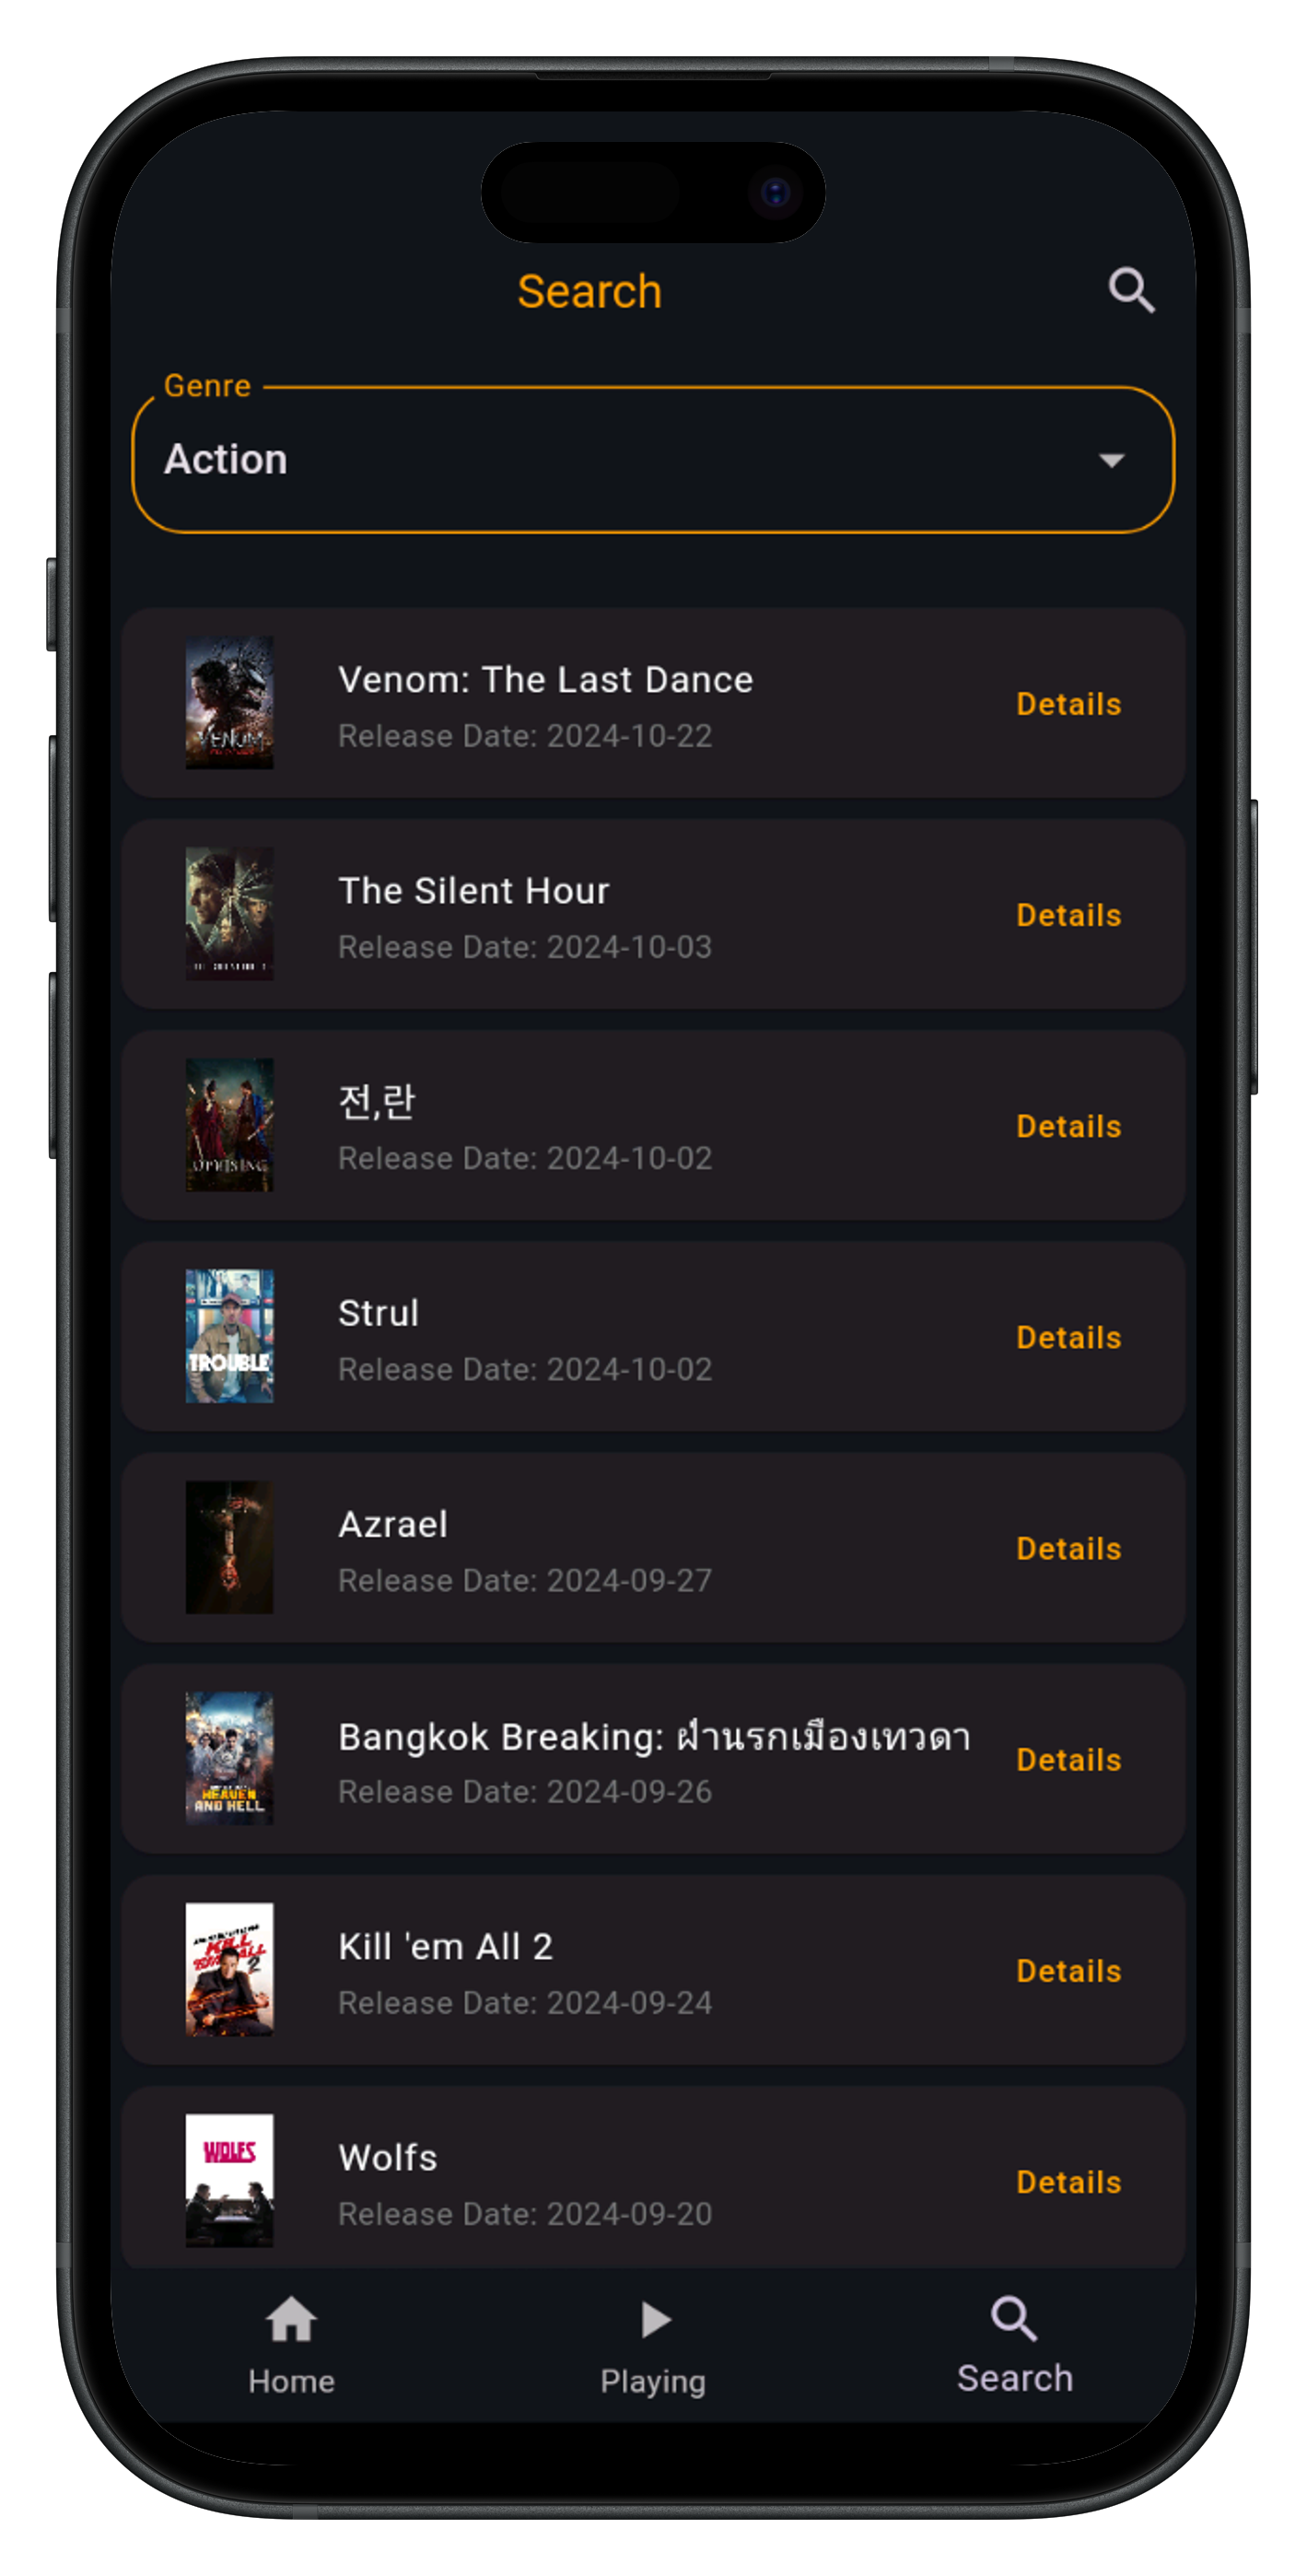 Search
Genre
Action
VENOM
Venom: The Last Dance
Release Date: 2024-10-22
Details
The Silent Hour
Release Date: 2024-10-03
Details
UPRISING
전,란
Release Date: 2024-10-02
Details
TROUBLE
Strul
Release Date: 2024-10-02
Details
Azrael
Release Date: 2024-09-27
Details
HEAVEN
AND HELL
Bangkok Breaking: ฝ่านรกเมืองเทวดา
Release Date: 2024-09-26
Details
KILL
'EM ALL
2
Kill 'em All 2
Release Date: 2024-09-24
Details
WOLFS
Wolfs
Release Date: 2024-09-20
Details
Home
Playing
Search